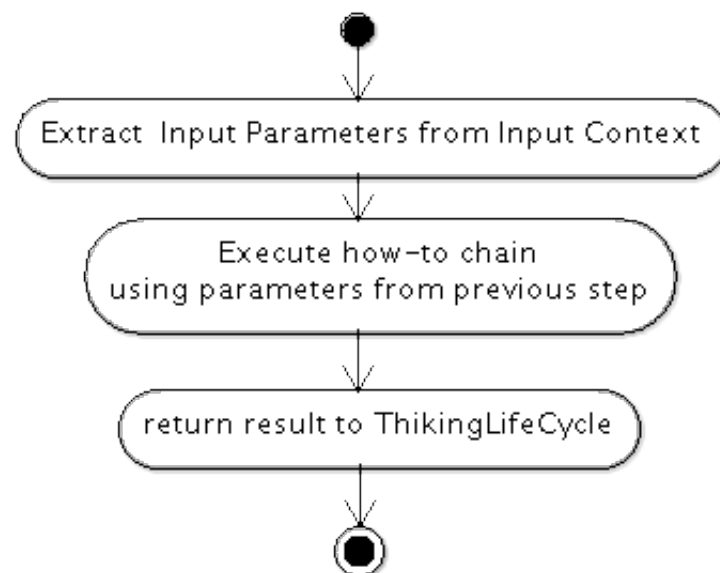 Extract Input Parameters from Input Context
Execute how-to chain
using parameters from previous step
return result to ThikingLifeCycle